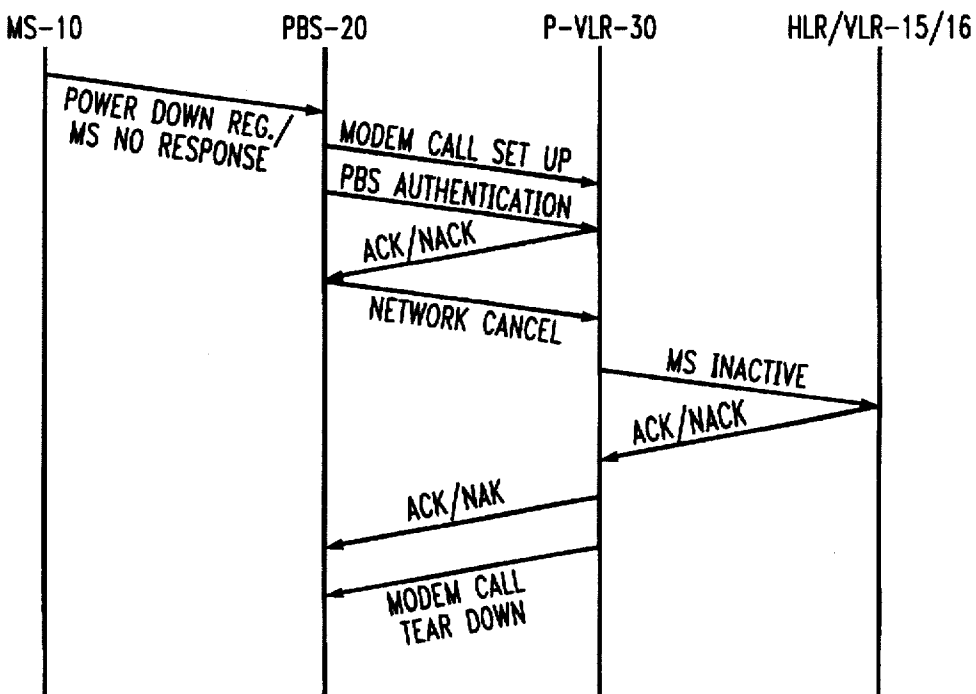 MS-10 PBS-20 P-VLR-30 HLR/VLR-15/16
POWER DOWN REG./
MS NO RESPONSE
MODEM CALL SET UP
PBS AUTHENTICATION
ACK/NACK
NETWORK CANCEL
MS INACTIVE
ACK/NACK
ACK/NAK
MODEM CALL
TEAR DOWN